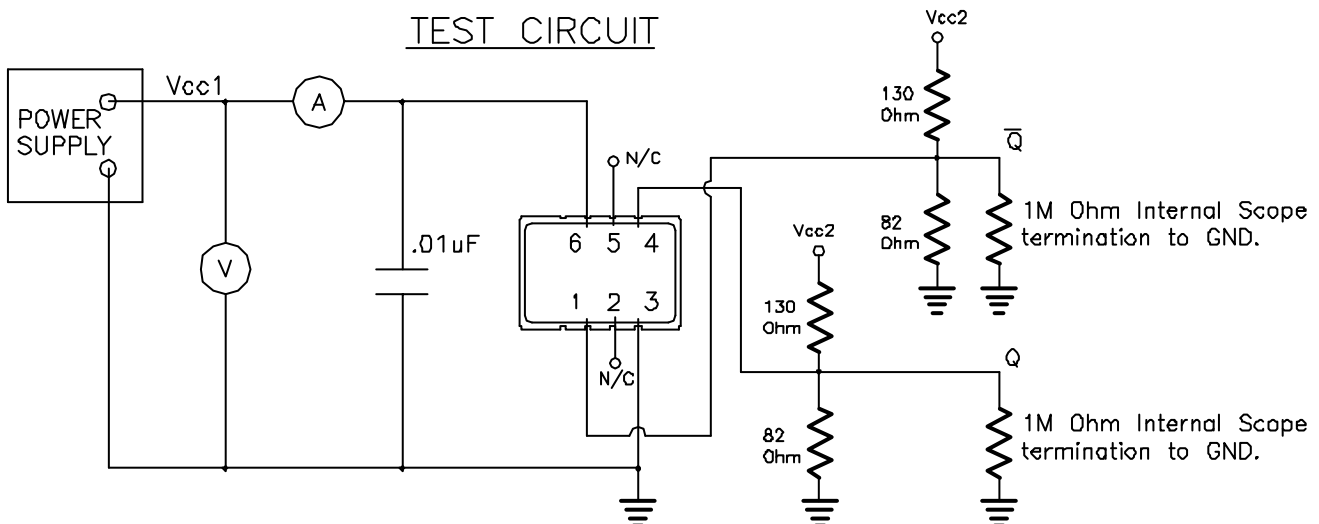 TEST CIRCUIT
Vcc2
Vcc1
A
POWER
SUPPLY
130
Ohm
Q̅
N/C
6 5 4
1M Ohm Internal Scope
termination to GND.
82
Ohm
.01uF
V
Vcc2
1 2 3
130
Ohm
N/C
Q
1M Ohm Internal Scope
termination to GND.
82
Ohm